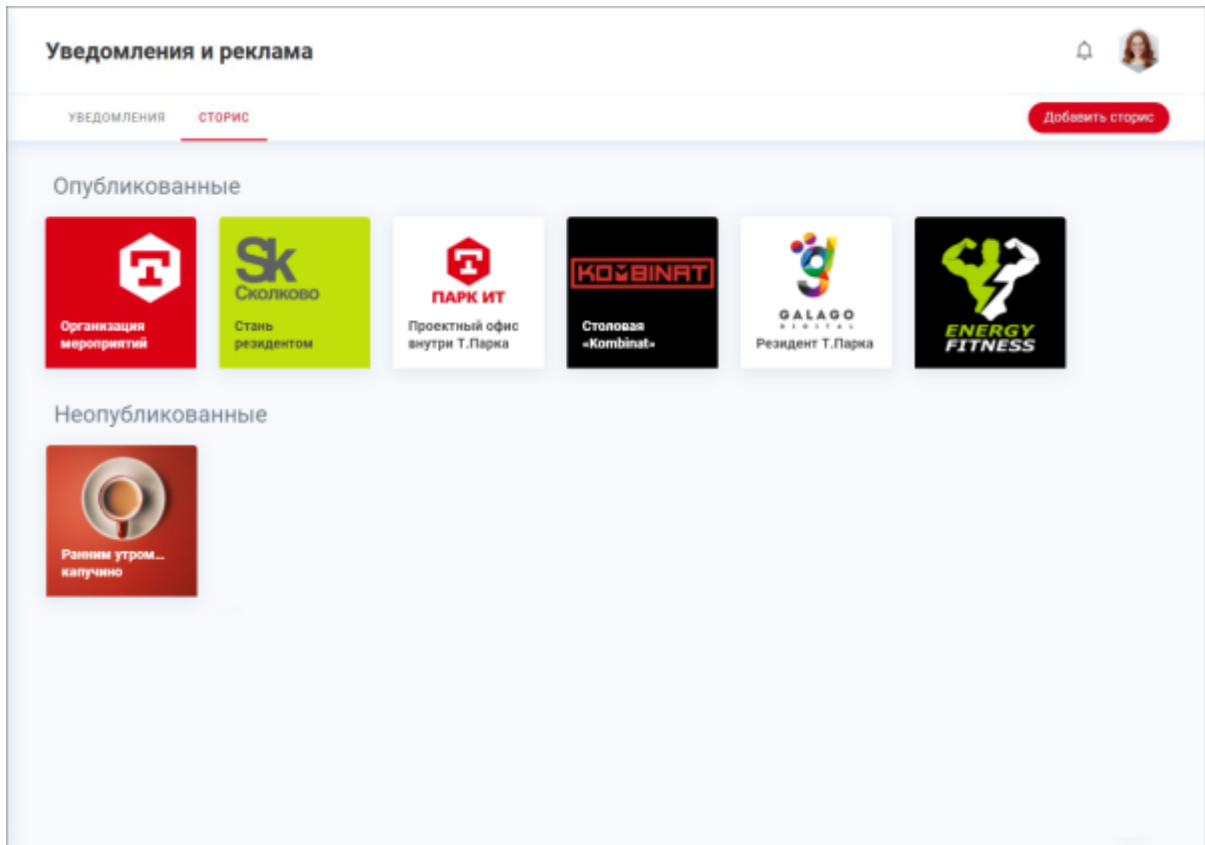 Уведомления и реклама
УВЕДОМЛЕНИЯ
СТОРИС
Добавить сторис
Опубликованные
Sk
Сколково
Организация
мероприятий
Стань
резидентом
ПАРК ИТ
Проектный офис
внутри Т.Парка
KOMBINAT
Столовая
«Kombinat»
GALAGO
DIGITAL
Резидент Т.Парка
ENERGY
FITNESS
Неопубликованные
Ранним утром...
капучино